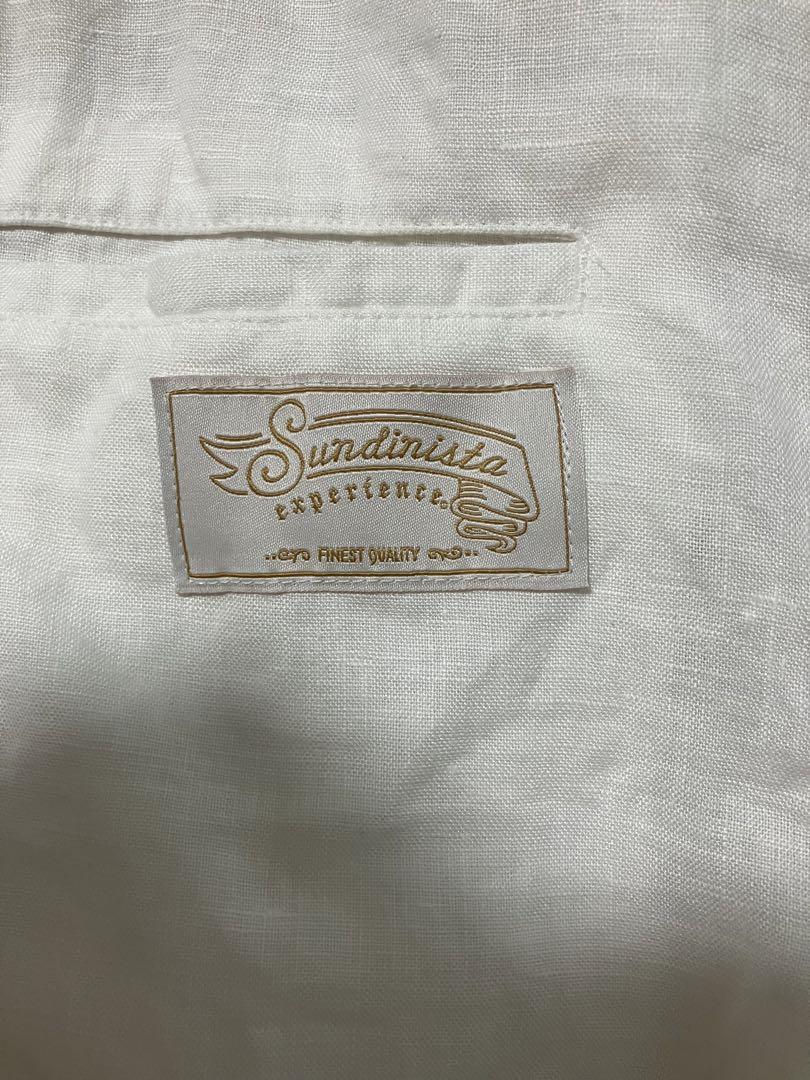 Sundinista
experience.
FINEST QUALITY